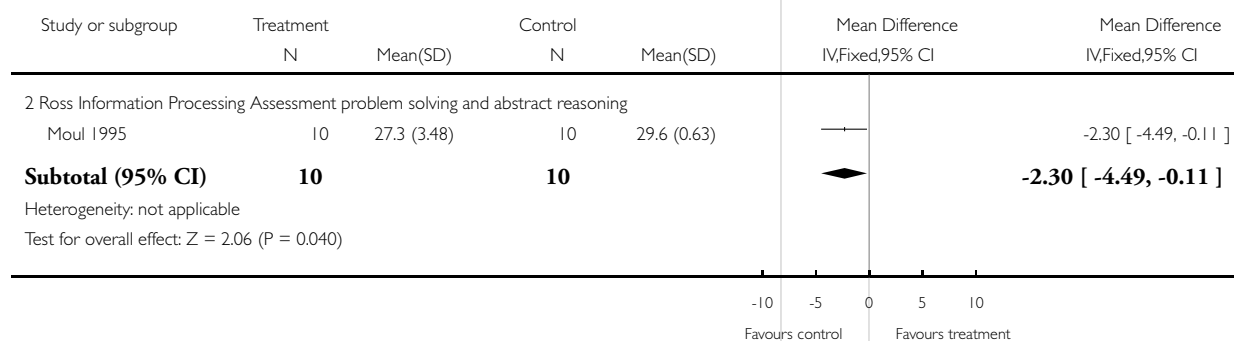 Study or subgroup Treatment Control Mean Difference Mean Difference
N Mean(SD) N Mean(SD) IV,Fixed,95% CI IV,Fixed,95% CI
2 Ross Information Processing Assessment problem solving and abstract reasoning
Moul 1995 10 27.3 (3.48) 10 29.6 (0.63) -2.30 [ -4.49, -0.11 ]
Subtotal (95% CI) 10 10 -2.30 [ -4.49, -0.11 ]
Heterogeneity: not applicable
Test for overall effect: Z = 2.06 (P = 0.040)
-10 -5 0 5 10
Favours control Favours treatment